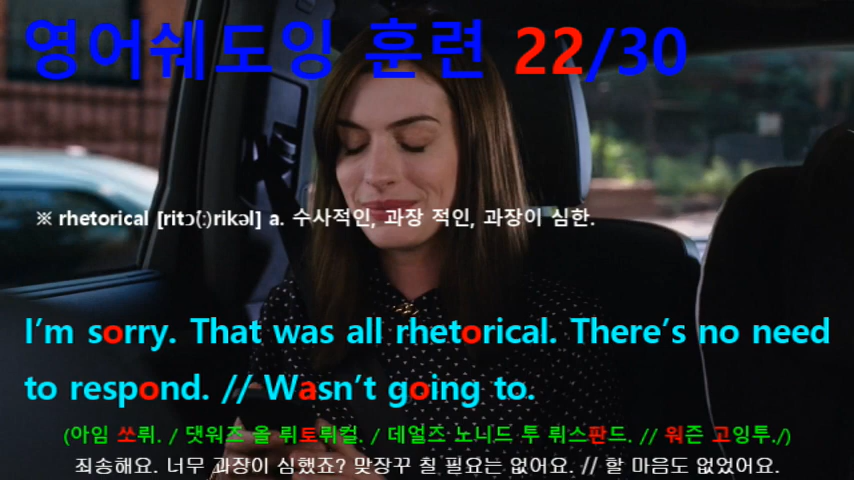 영어쉐도잉 훈련 22/30
※ rhetorical [ritɔ(:)rikəl] a. 수사적인, 과장 적인, 과장이 심한.
I'm sorry. That was all rhetorical. There's no need
to respond. // Wasn't going to.
(아임 쏘뤼. / 댓워즈 올 뤼토뤼컬. / 데얼즈 노니드 투 뤼스판드. // 워즌 고잉투./)
죄송해요. 너무 과장이 심했죠? 맞장꾸 칠 필요는 없어요. // 할 마음도 없었어요.